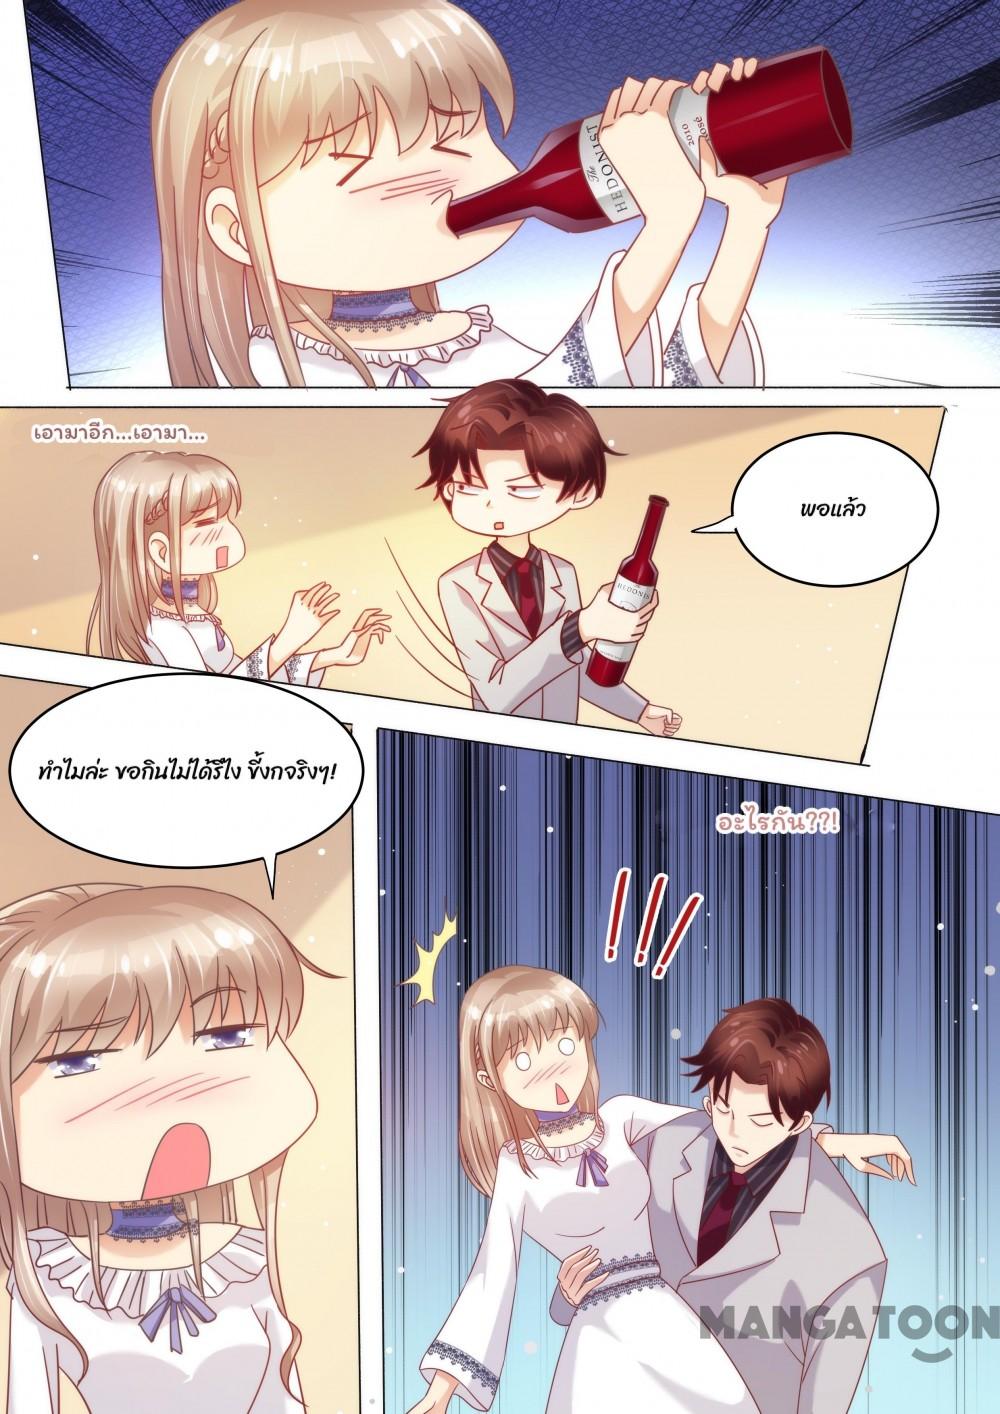 The
HEDONIST
2010
Rosé
เอามาอีก...เอามา...
พอแล้ว
HEDONIS
ทำไมล่ะ ขอกินไม่ได้รึไง ขี้งกจริงๆ!
อะไรกัน??!
!!!
MANGATOON